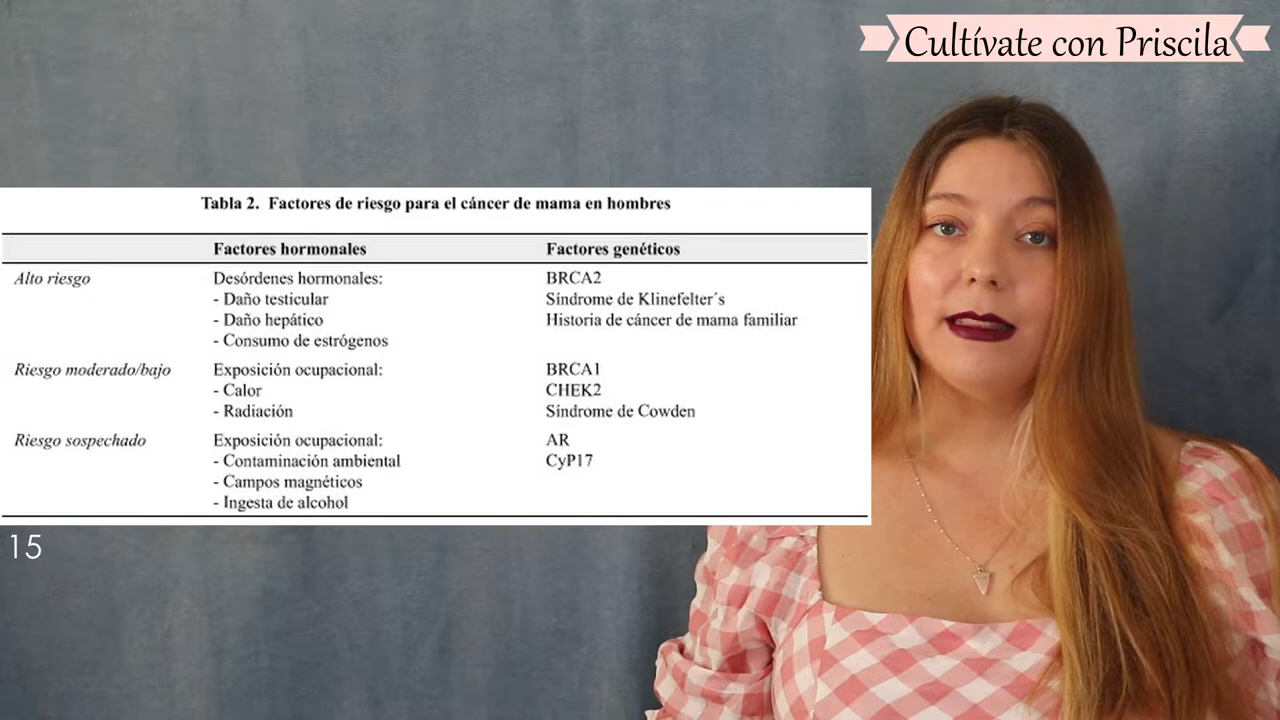 Cultívate con Priscila
Tabla 2. Factores de riesgo para el cáncer de mama en hombres
Factores hormonales Factores genéticos
Alto riesgo Desórdenes hormonales: BRCA2
- Daño testicular Síndrome de Klinefelter´s
- Daño hepático Historia de cáncer de mama familiar
- Consumo de estrógenos
Riesgo moderado/bajo Exposición ocupacional: BRCA1
- Calor CHEK2
- Radiación Síndrome de Cowden
Riesgo sospechado Exposición ocupacional: AR
- Contaminación ambiental CyP17
- Campos magnéticos
- Ingesta de alcohol
15